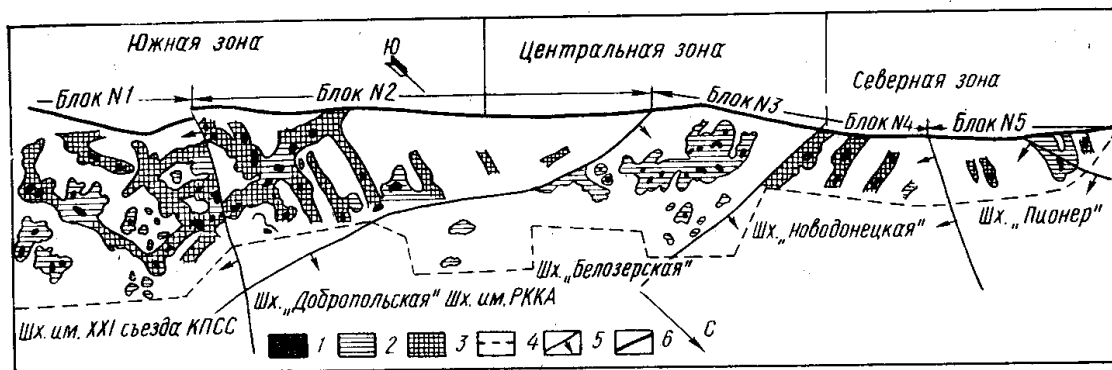 Южная зона
Ю
Центральная зона
Северная зона
Блок N1
Блок N2
Блок N3
Блок N4
Блок N5
Шх. „Пионер"
Шх. „Новодонецкая"
Шх. „Белозерская"
Шх. „Добропольская" Шх. им. РККА
Шх. им. XXI съезда КПСС
С
1 2 3 4 5 6